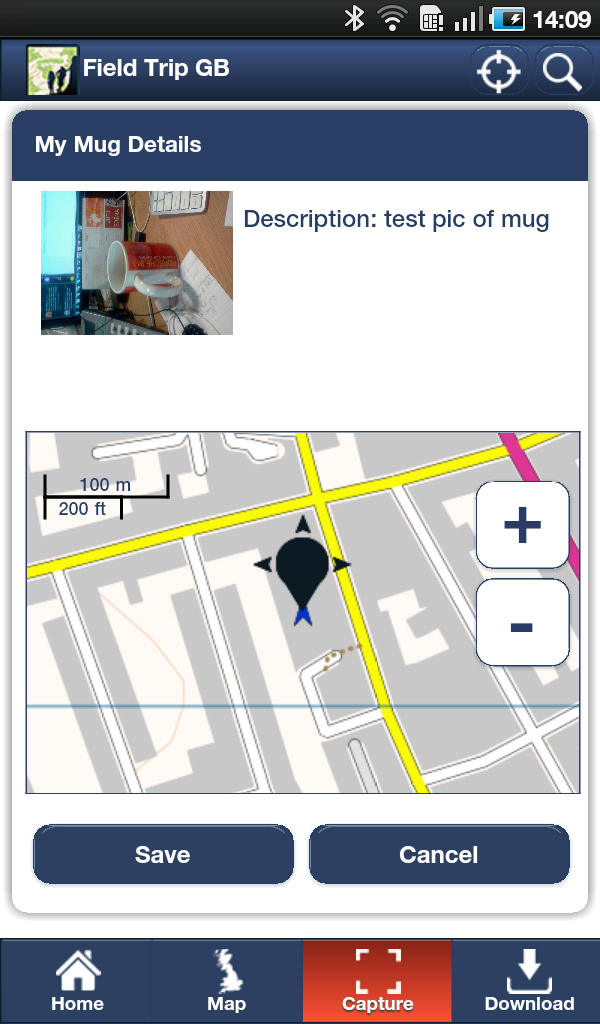 14:09
Field Trip GB
My Mug Details
Description: test pic of mug
100 m
200 ft
+
-
Save
Cancel
Home
Map
Capture
Download